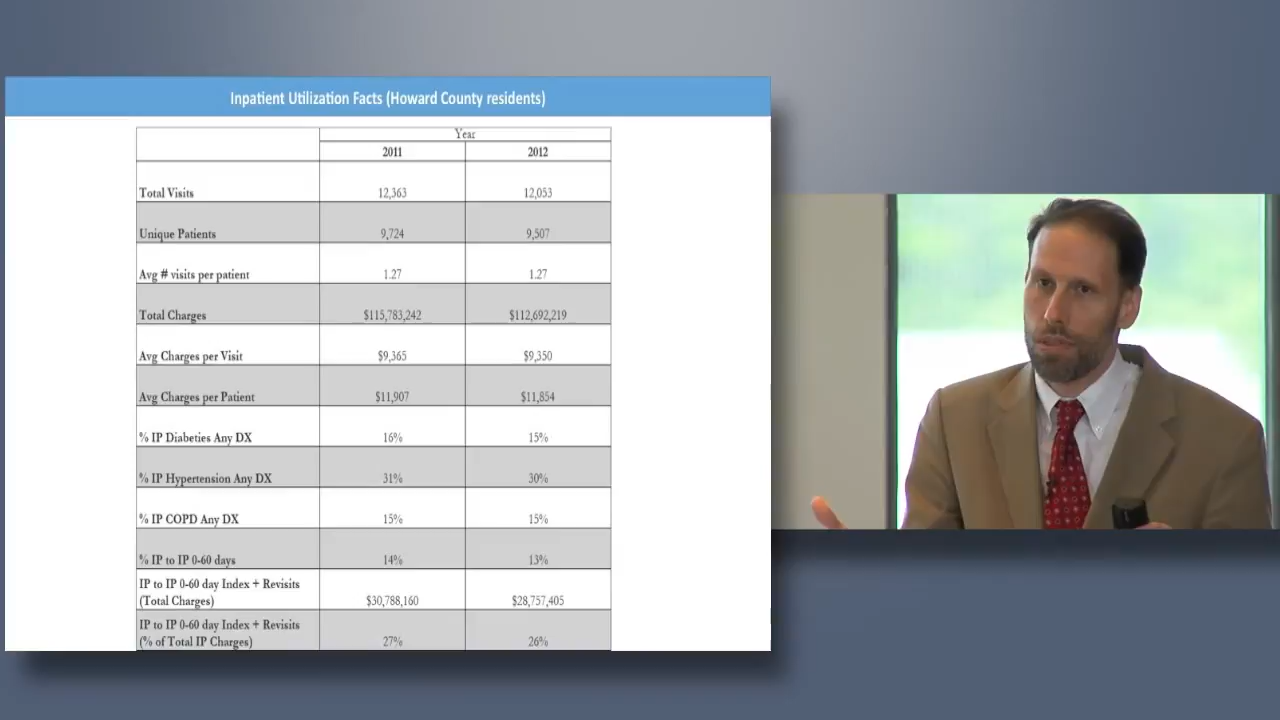 Inpatient Utilization Facts (Howard County residents)
Year
2011 2012
Total Visits 12,363 12,053
Unique Patients 9,724 9,507
Avg # visits per patient 1.27 1.27
Total Charges $115,783,242 $112,692,219
Avg Charges per Visit $9,365 $9,350
Avg Charges per Patient $11,907 $11,854
% IP Diabeties Any DX 16% 15%
% IP Hypertension Any DX 31% 30%
% IP COPD Any DX 15% 15%
% IP to IP 0-60 days 14% 13%
IP to IP 0-60 day Index + Revisits
(Total Charges) $30,788,160 $28,757,405
IP to IP 0-60 day Index + Revisits
(% of Total IP Charges) 27% 26%